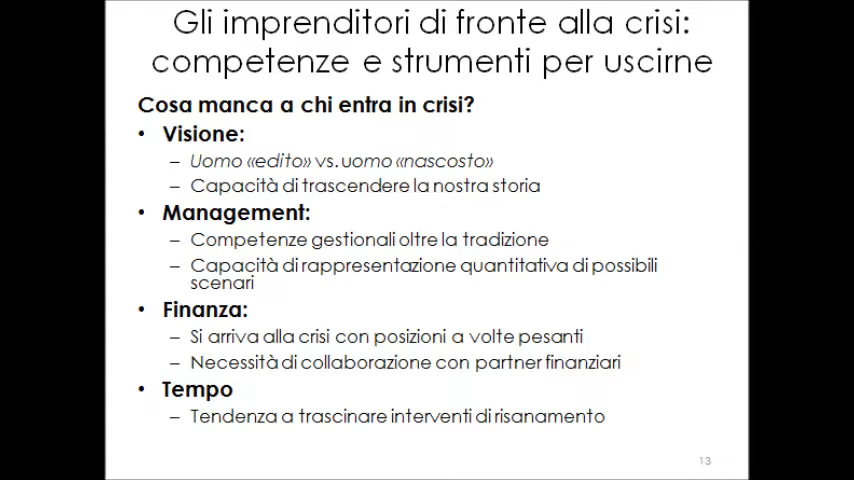 Gli imprenditori di fronte alla crisi:
competenze e strumenti per uscirne
Cosa manca a chi entra in crisi?
• Visione:
– Uomo «edito» vs. uomo «nascosto»
– Capacità di trascendere la nostra storia
• Management:
– Competenze gestionali oltre la tradizione
– Capacità di rappresentazione quantitativa di possibili
scenari
• Finanza:
– Si arriva alla crisi con posizioni a volte pesanti
– Necessità di collaborazione con partner finanziari
• Tempo
– Tendenza a trascinare interventi di risanamento
13